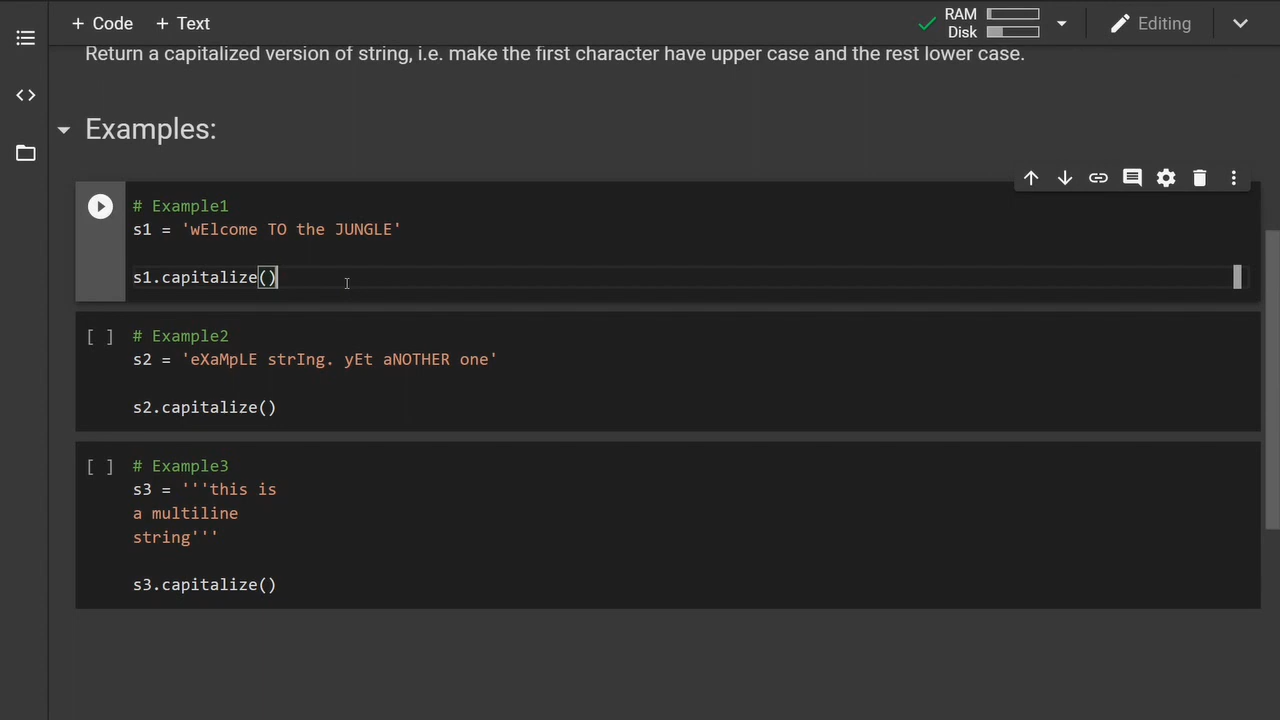 + Code + Text
RAM
Disk
Editing
Return a capitalized version of string, i.e. make the first character have upper case and the rest lower case.
Examples:
# Example1
s1 = 'wElcome TO the JUNGLE'
s1.capitalize()
[ ] # Example2
s2 = 'eXaMpLE strIng. yEt aNOTHER one'
s2.capitalize()
[ ] # Example3
s3 = '''this is
a multiline
string'''
s3.capitalize()